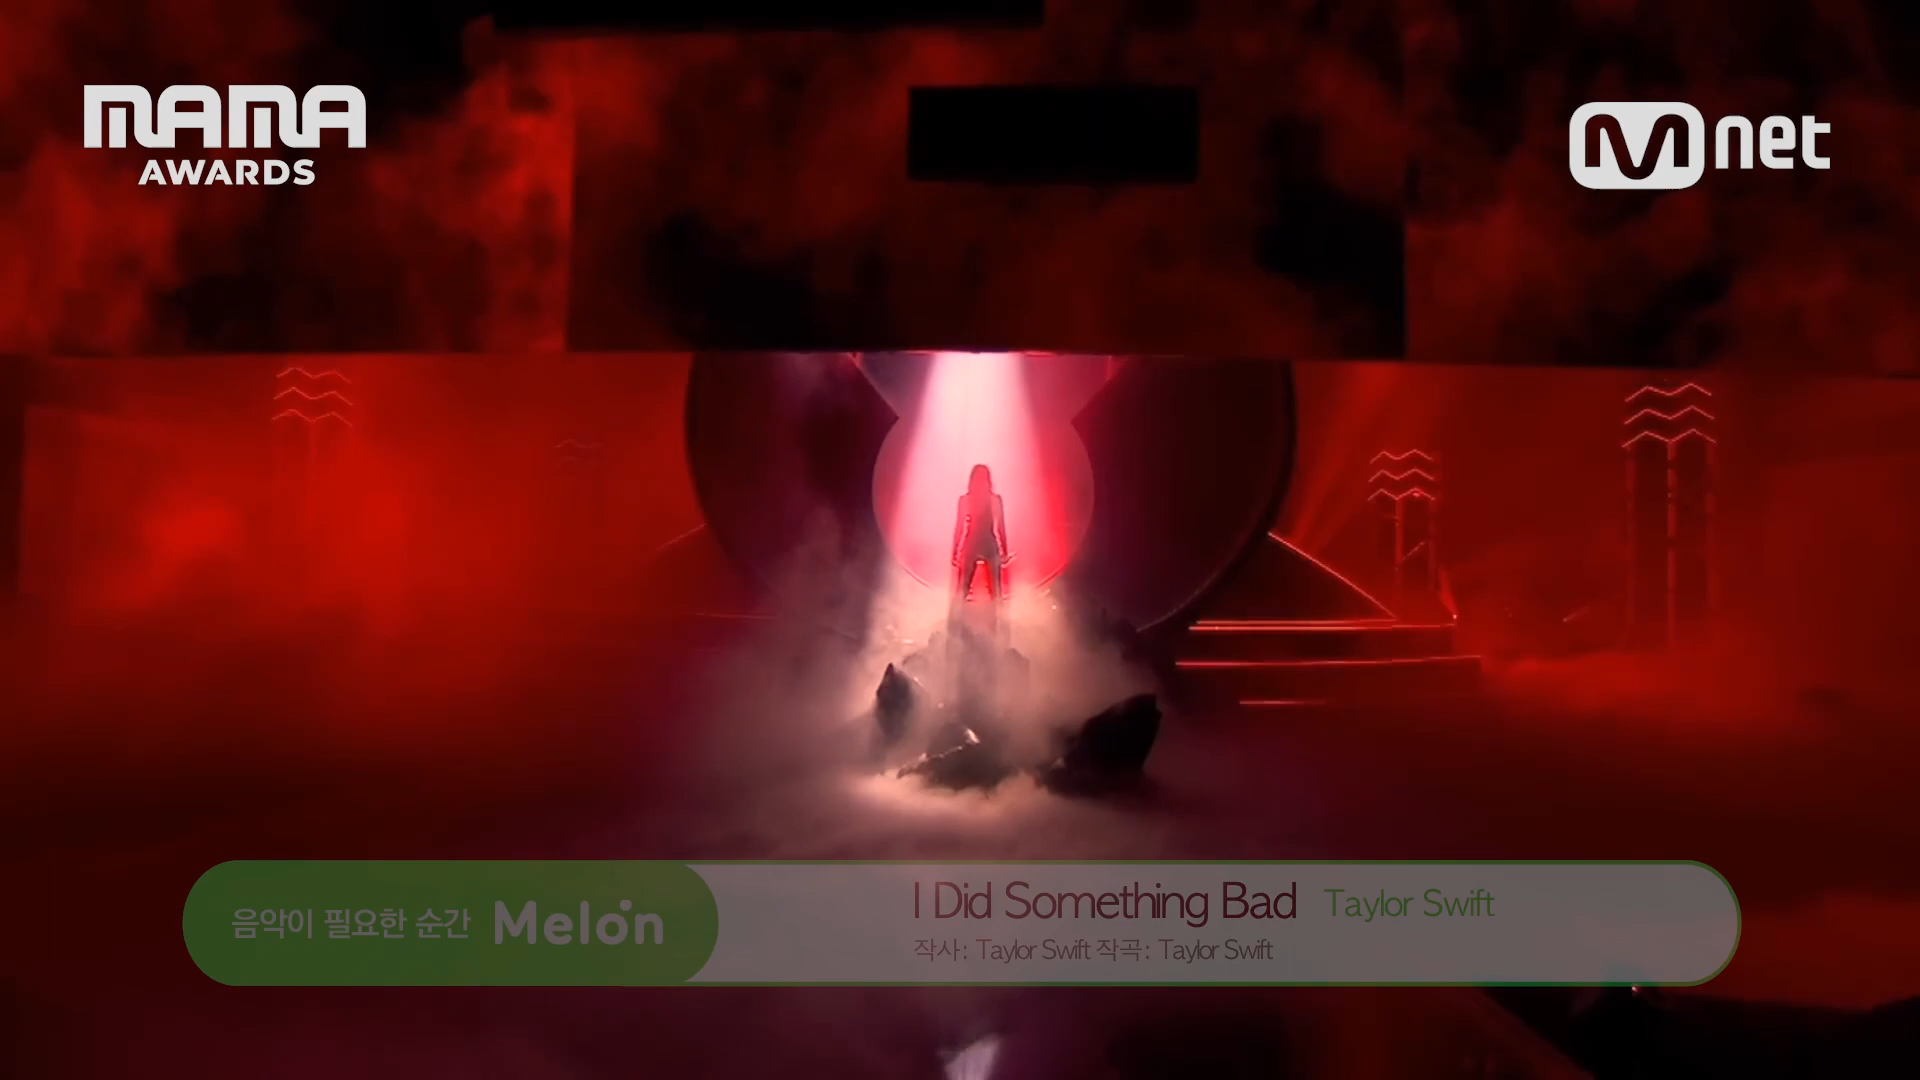 MAMA
AWARDS
Mnet
음악이 필요한 순간 Melon
I Did Something Bad Taylor Swift
작사: Taylor Swift 작곡: Taylor Swift